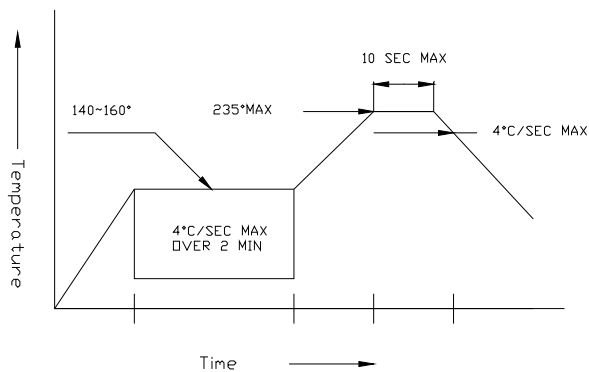 10 SEC MAX
140~160°
235°MAX
4°C/SEC MAX
Temperature
4°C/SEC MAX
OVER 2 MIN
Time